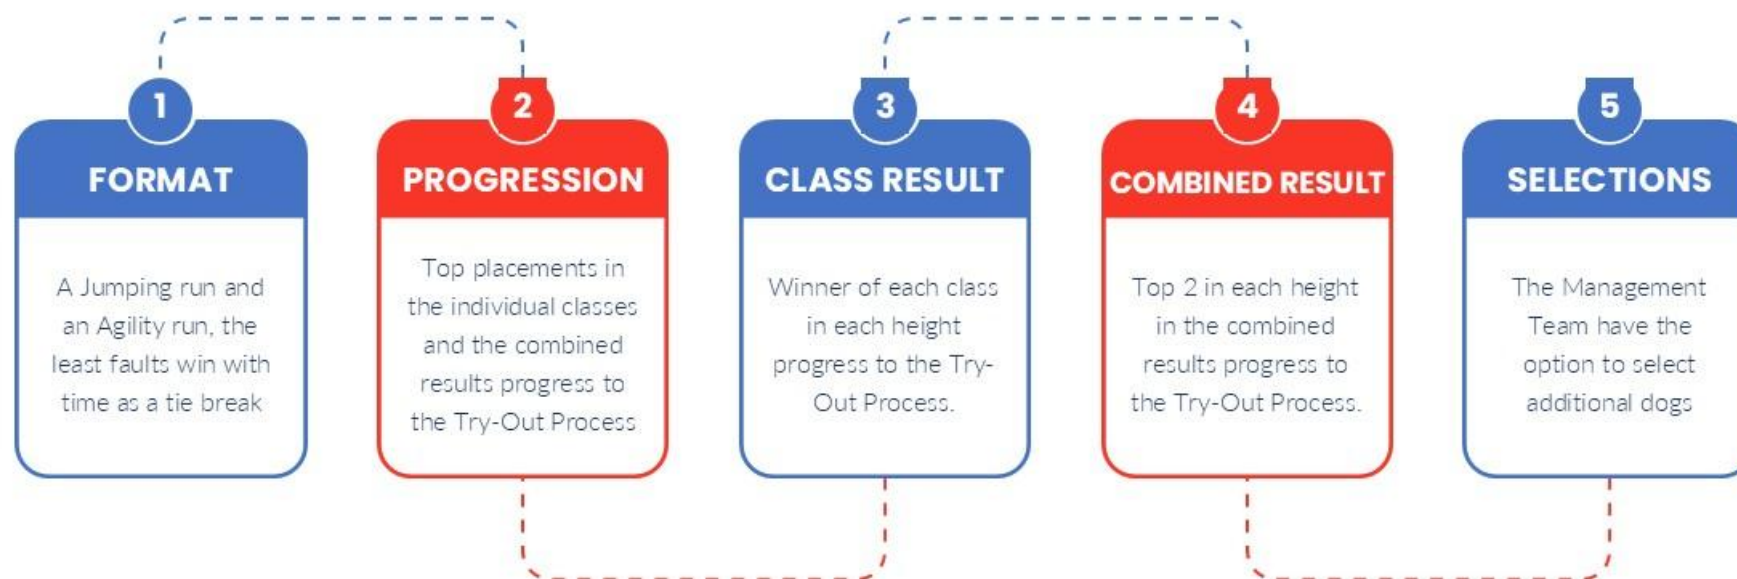 1
FORMAT
A Jumping run and
an Agility run, the
least faults win with
time as a tie break
2
PROGRESSION
Top placements in
the individual classes
and the combined
results progress to
the Try-Out Process
3
CLASS RESULT
Winner of each class
in each height
progress to the Try-
Out Process.
4
COMBINED RESULT
Top 2 in each height
in the combined
results progress to
the Try-Out Process.
5
SELECTIONS
The Management
Team have the
option to select
additional dogs